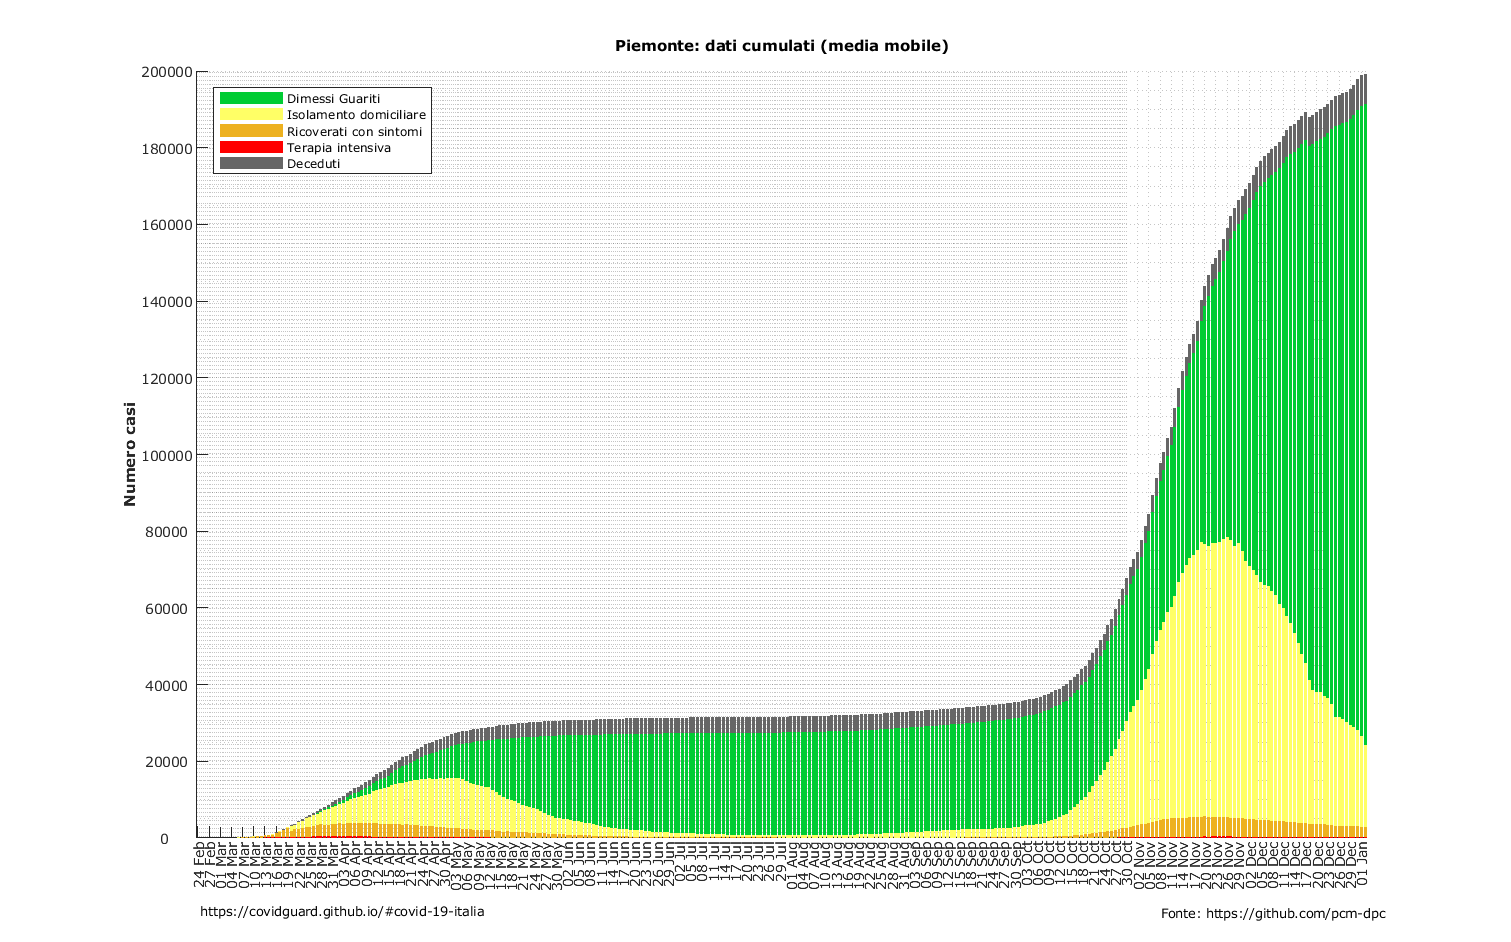 Piemonte: dati cumulati (media mobile)
200000
180000
160000
140000
120000
100000
80000
60000
40000
20000
0
Numero casi
Dimessi Guariti
Isolamento domiciliare
Ricoverati con sintomi
Terapia intensiva
Deceduti
24 Feb
27 Feb
01 Mar
04 Mar
07 Mar
10 Mar
13 Mar
16 Mar
19 Mar
22 Mar
25 Mar
28 Mar
31 Mar
03 Apr
06 Apr
09 Apr
12 Apr
15 Apr
18 Apr
21 Apr
24 Apr
27 Apr
30 Apr
03 May
06 May
09 May
12 May
15 May
18 May
21 May
24 May
27 May
30 May
02 Jun
05 Jun
08 Jun
11 Jun
14 Jun
17 Jun
20 Jun
23 Jun
26 Jun
29 Jun
02 Jul
05 Jul
08 Jul
11 Jul
14 Jul
17 Jul
20 Jul
23 Jul
26 Jul
29 Jul
01 Aug
04 Aug
07 Aug
10 Aug
13 Aug
16 Aug
19 Aug
22 Aug
25 Aug
28 Aug
31 Aug
03 Sep
06 Sep
09 Sep
12 Sep
15 Sep
18 Sep
21 Sep
24 Sep
27 Sep
30 Sep
03 Oct
06 Oct
09 Oct
12 Oct
15 Oct
18 Oct
21 Oct
24 Oct
27 Oct
30 Oct
02 Nov
05 Nov
08 Nov
11 Nov
14 Nov
17 Nov
20 Nov
23 Nov
26 Nov
29 Nov
02 Dec
05 Dec
08 Dec
11 Dec
14 Dec
17 Dec
20 Dec
23 Dec
26 Dec
29 Dec
01 Jan
https://covidguard.github.io/#covid-19-italia
Fonte: https://github.com/pcm-dpc